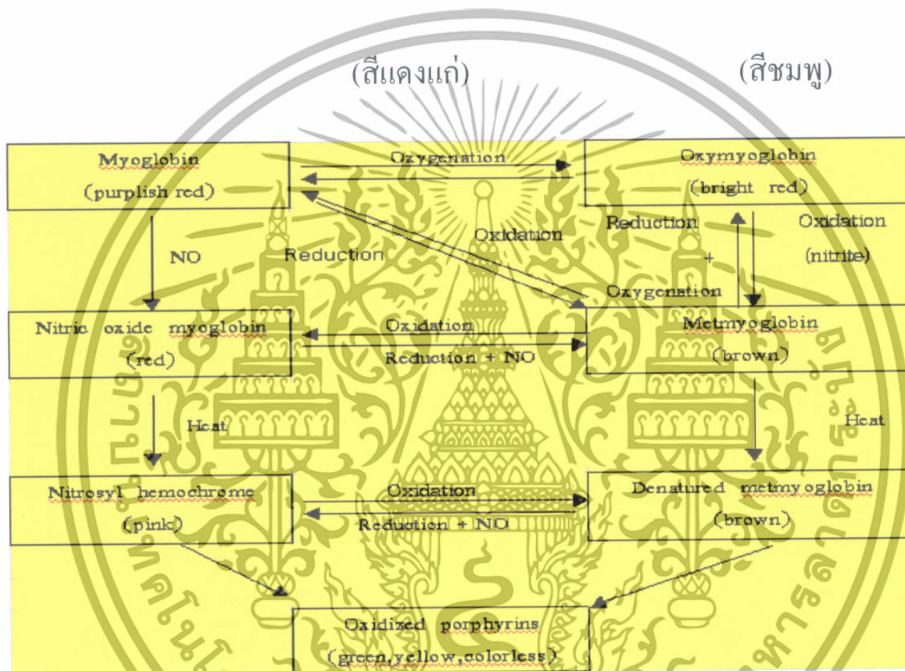 (สีแดงแก่)
(สีชมพู)
Myoglobin
(purplish red)
Oxygenation
Oxymyoglobin
(bright red)
NO
Reduction
Oxidation
Reduction
+
Oxygenation
Oxidation
(nitrite)
Nitric oxide myoglobin
(red)
Oxidation
Reduction + NO
Metmyoglobin
(brown)
Heat
Heat
Nitrosyl hemochrome
(pink)
Oxidation
Reduction + NO
Denatured metmyoglobin
(brown)
Oxidized porphyrins
(green,yellow,colorless)